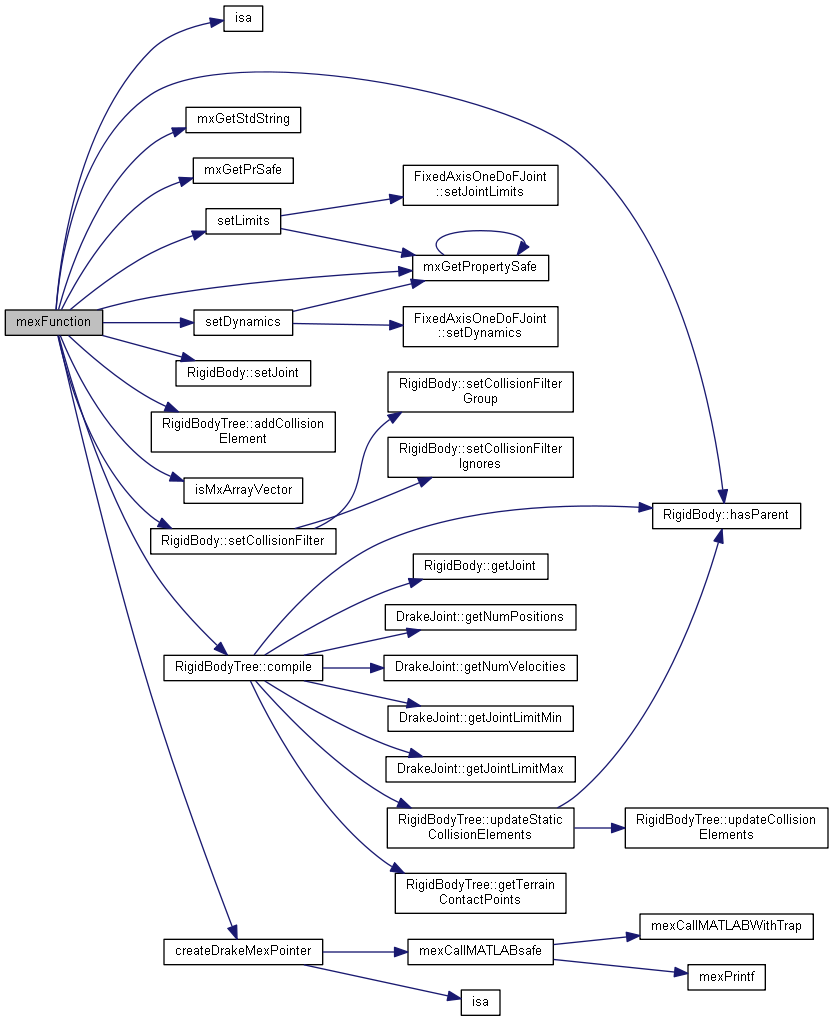 isa
mxGetStdString
mxGetPrSafe
FixedAxisOneDoFJoint
::setJointLimits
setLimits
mxGetPropertySafe
mexFunction
setDynamics
FixedAxisOneDoFJoint
::setDynamics
RigidBody::setJoint
RigidBody::setCollisionFilter
Group
RigidBodyTree::addCollision
Element
RigidBody::setCollisionFilter
Ignores
isMxArrayVector
RigidBody::hasParent
RigidBody::setCollisionFilter
RigidBody::getJoint
DrakeJoint::getNumPositions
RigidBodyTree::compile
DrakeJoint::getNumVelocities
DrakeJoint::getJointLimitMin
DrakeJoint::getJointLimitMax
RigidBodyTree::updateStatic
CollisionElements
RigidBodyTree::updateCollision
Elements
RigidBodyTree::getTerrain
ContactPoints
mexCallMATLABWithTrap
createDrakeMexPointer
mexCallMATLABsafe
mexPrintf
isa